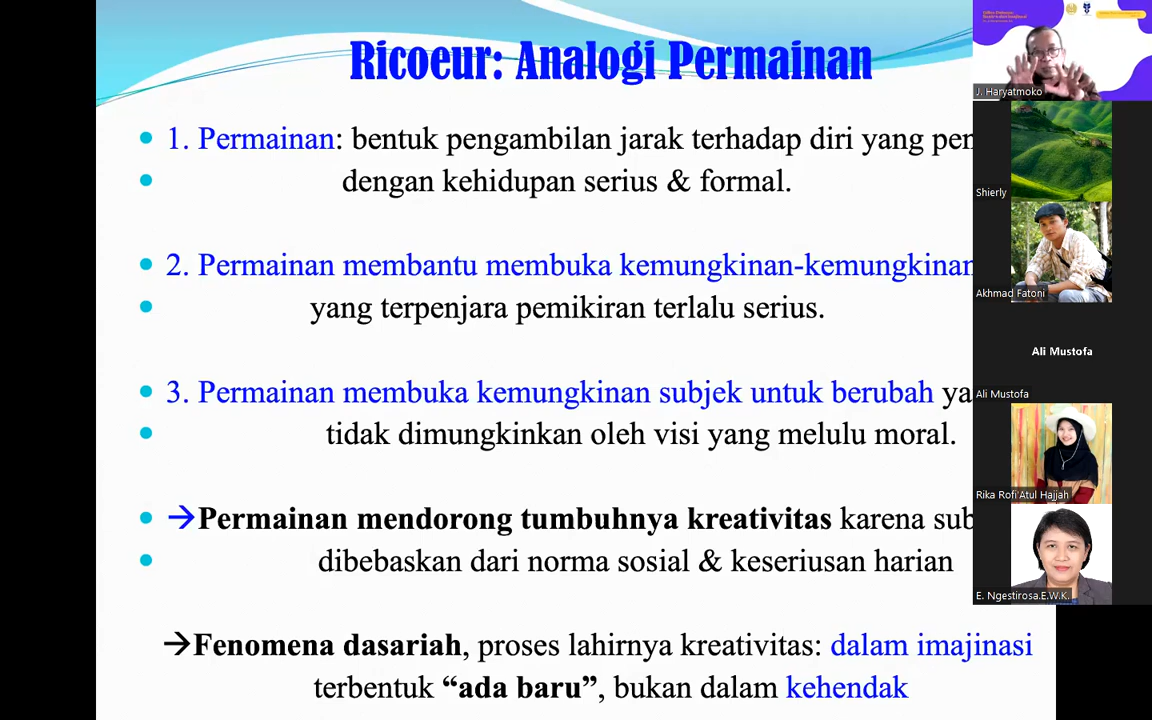 Ricoeur: Analogi Permainan
1. Permainan: bentuk pengambilan jarak terhadap diri yang pen
dengan kehidupan serius & formal.
2. Permainan membantu membuka kemungkinan-kemungkinan
yang terpenjara pemikiran terlalu serius.
3. Permainan membuka kemungkinan subjek untuk berubah ya
tidak dimungkinkan oleh visi yang melulu moral.
→Permainan mendorong tumbuhnya kreativitas karena sub
dibebaskan dari norma sosial & keseriusan harian
→Fenomena dasariah, proses lahirnya kreativitas: dalam imajinasi
terbentuk “ada baru”, bukan dalam kehendak
J. Haryatmoko
Shierly
Akhmad Fatoni
Ali Mustofa
Ali Mustofa
Rika Rofi'Atul Hajjah
E. Ngestirosa.E.W.K.